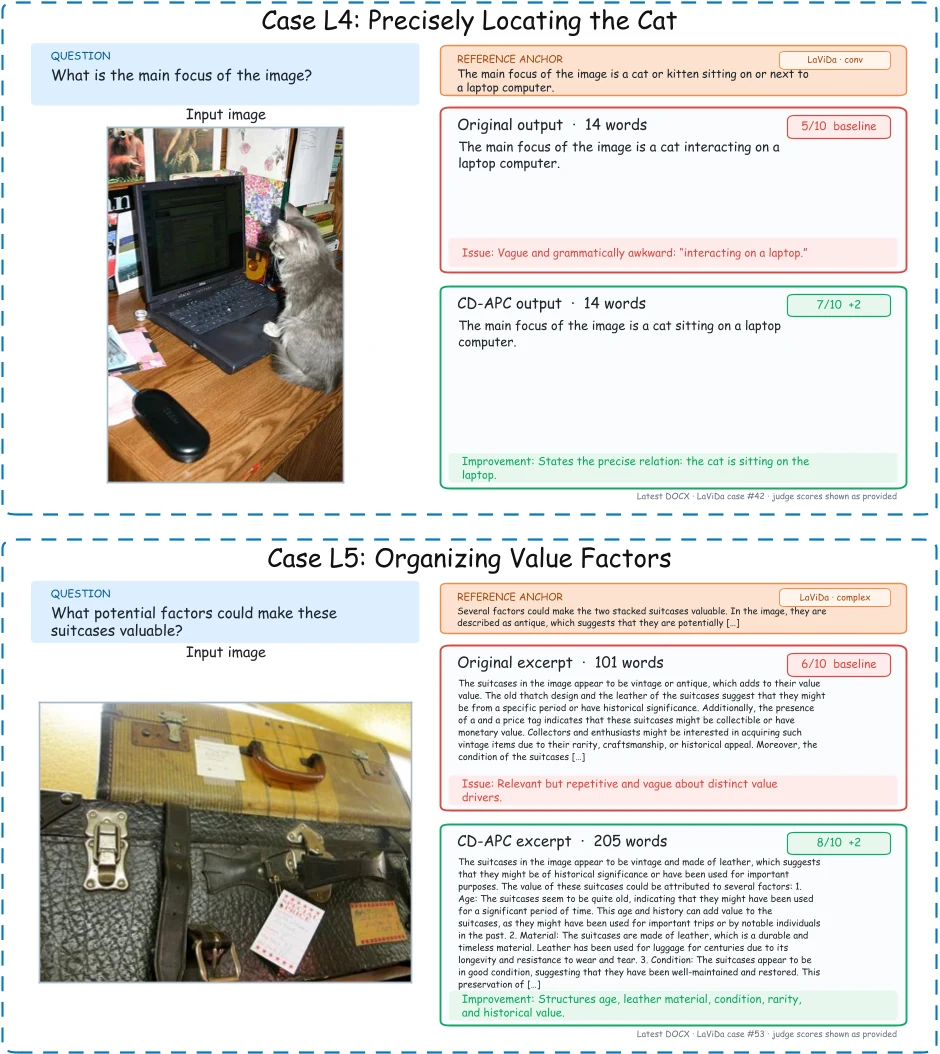 Case L4: Precisely Locating the Cat
QUESTION
What is the main focus of the image?
Input image
REFERENCE ANCHOR
LaViDa · conv
The main focus of the image is a cat or kitten sitting on or next to
a laptop computer.
Original output · 14 words
5/10 baseline
The main focus of the image is a cat interacting on a
laptop computer.
Issue: Vague and grammatically awkward: “interacting on a laptop.”
CD-APC output · 14 words
7/10 +2
The main focus of the image is a cat sitting on a laptop
computer.
Improvement: States the precise relation: the cat is sitting on the
laptop.
Latest DOCX · LaViDa case #42 · judge scores shown as provided
Case L5: Organizing Value Factors
QUESTION
What potential factors could make these
suitcases valuable?
Input image
REFERENCE ANCHOR
LaViDa · complex
Several factors could make the two stacked suitcases valuable. In the image, they are
described as antique, which suggests that they are potentially […]
Original excerpt · 101 words
6/10 baseline
The suitcases in the image appear to be vintage or antique, which adds to their value
value. The old thatch design and the leather of the suitcases suggest that they might
be from a specific period or have historical significance. Additionally, the presence
of a and a price tag indicates that these suitcases might be collectible or have
monetary value. Collectors and enthusiasts might be interested in acquiring such
vintage items due to their rarity, craftsmanship, or historical appeal. Moreover, the
condition of the suitcases […]
Issue: Relevant but repetitive and vague about distinct value
drivers.
CD-APC excerpt · 205 words
8/10 +2
The suitcases in the image appear to be vintage and made of leather, which suggests
that they might be of historical significance or have been used for important
purposes. The value of these suitcases could be attributed to several factors: 1.
Age: The suitcases seem to be quite old, indicating that they might have been used
for a significant period of time. This age and history can add value to the
suitcases, as they might have been used for important trips or by notable individuals
in the past. 2. Material: The suitcases are made of leather, which is a durable and
timeless material. Leather has been used for luggage for centuries due to its
longevity and resistance to wear and tear. 3. Condition: The suitcases appear to be
in good condition, suggesting that they have been well-maintained and restored. This
preservation of […]
Improvement: Structures age, leather material, condition, rarity,
and historical value.
Latest DOCX · LaViDa case #53 · judge scores shown as provided